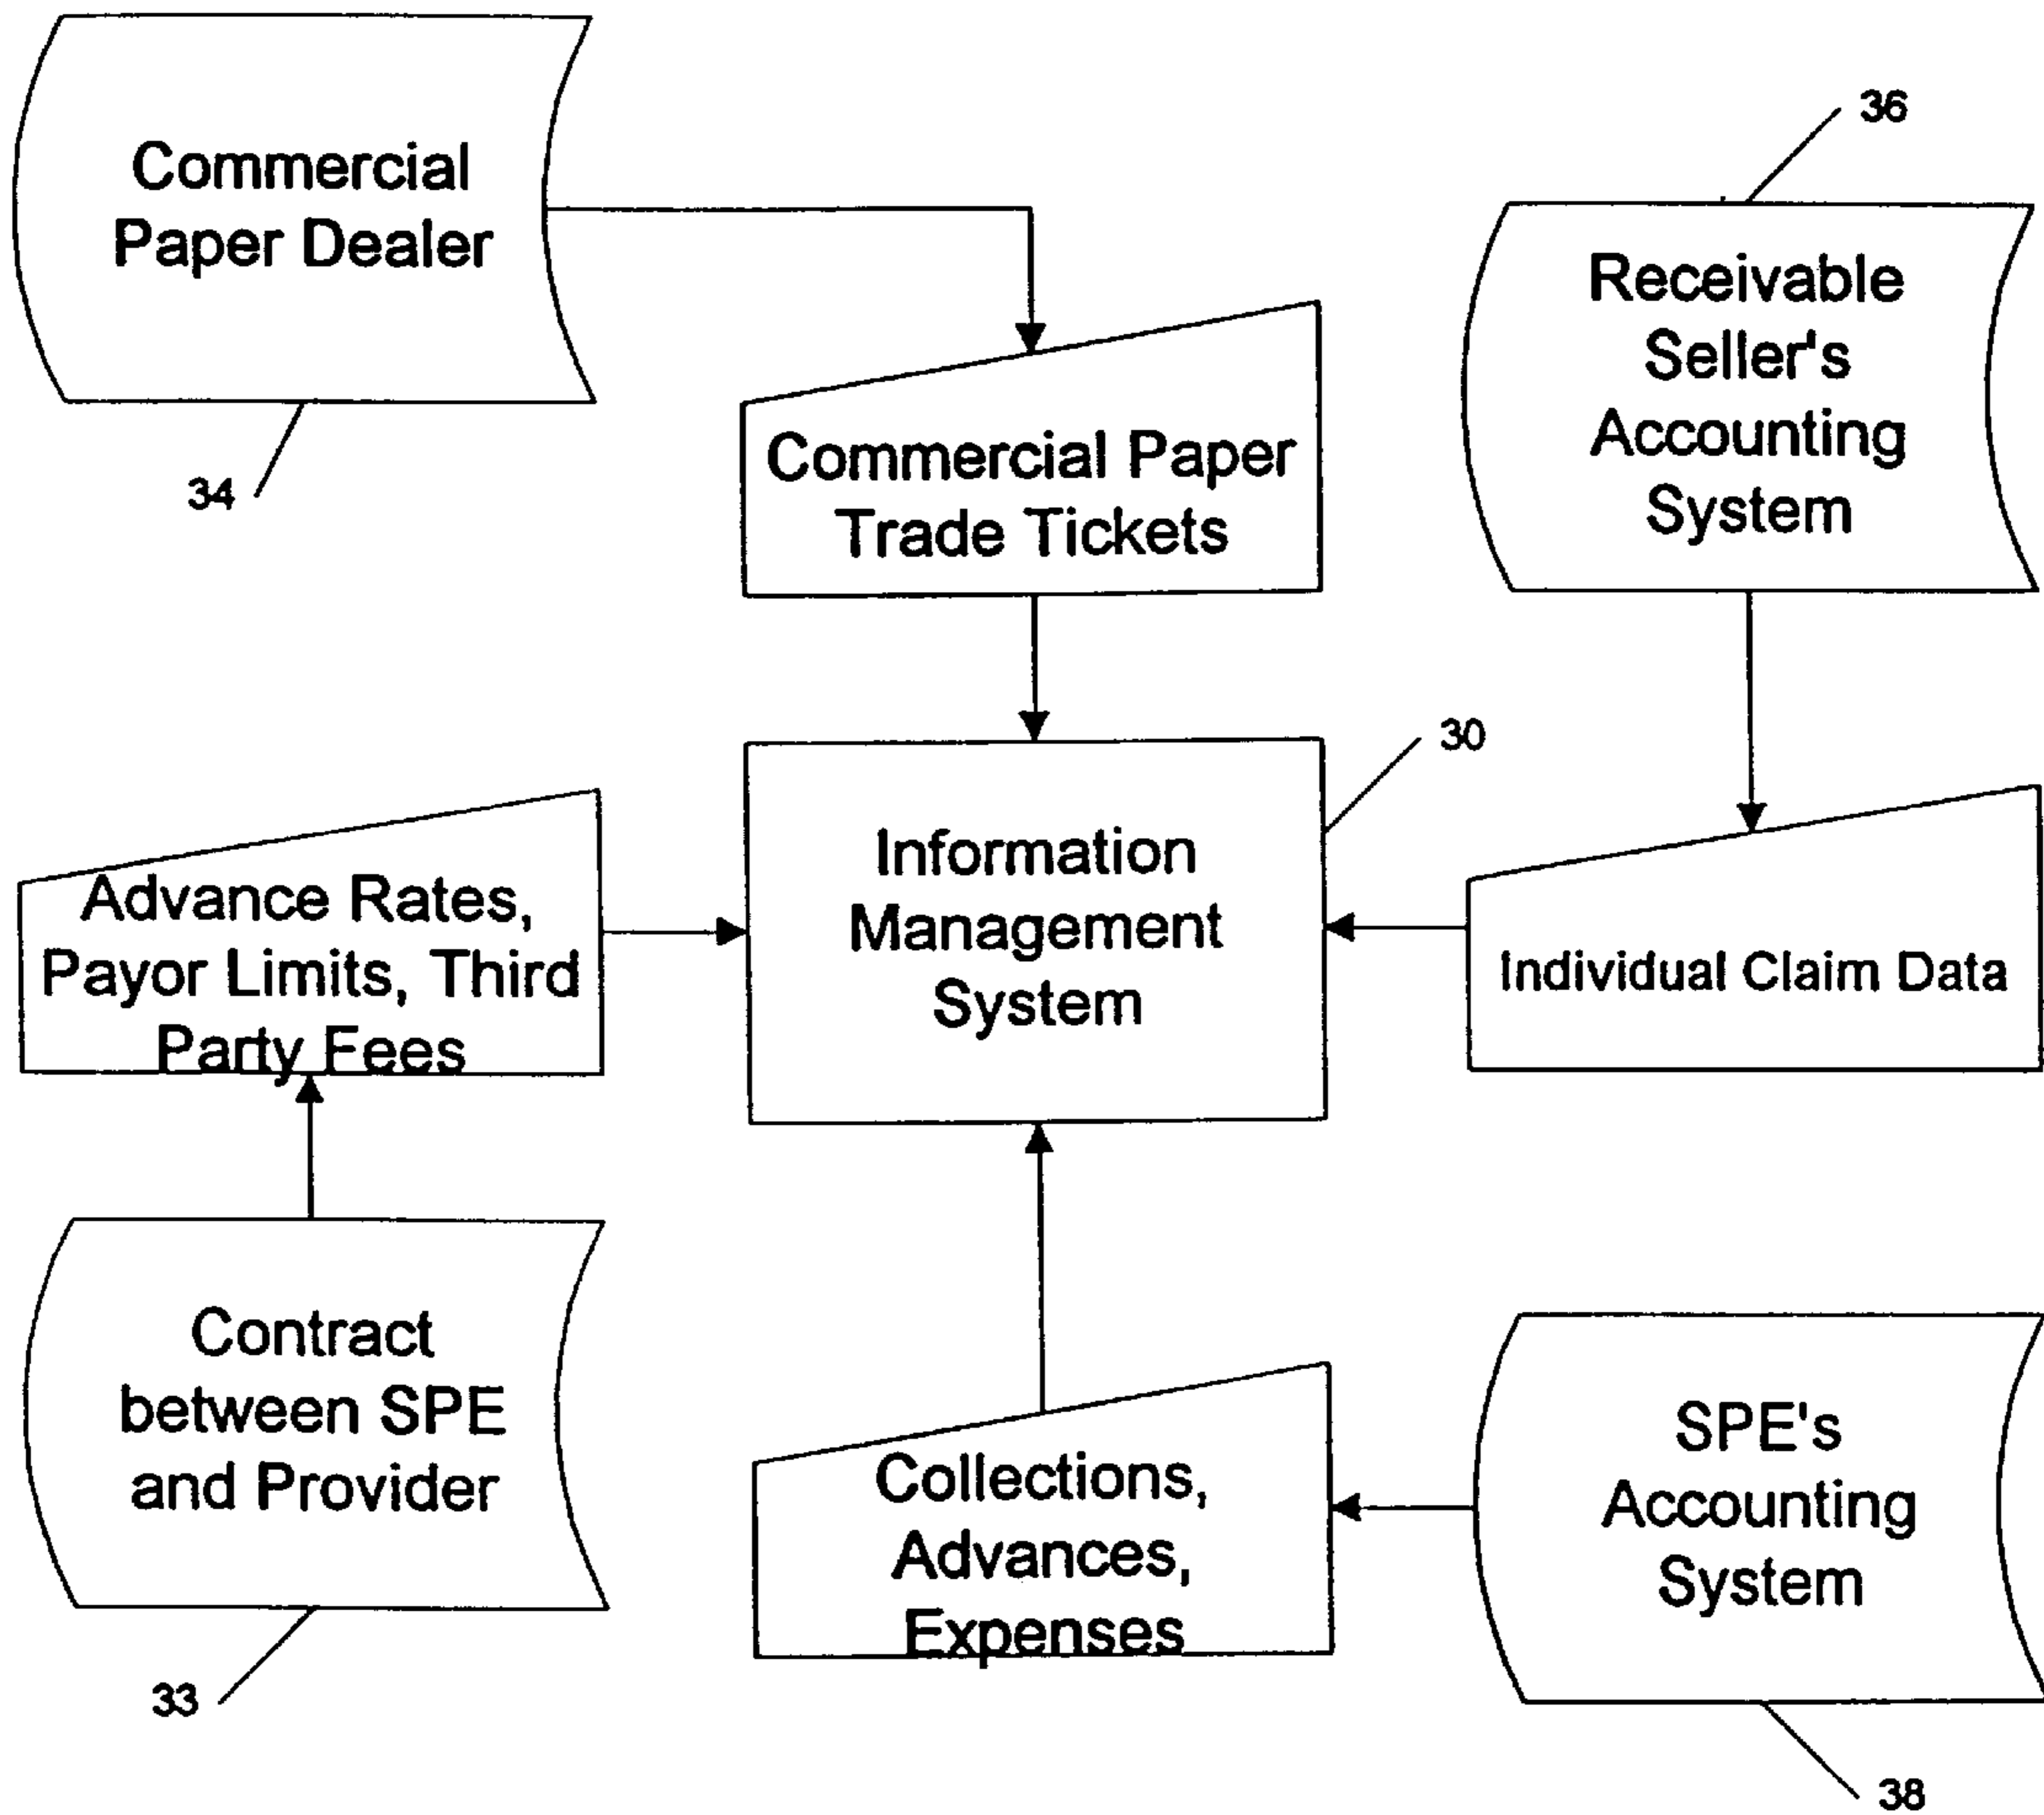 Commercial
Paper Dealer
34
36
Receivable
Seller's
Accounting
System
Commercial Paper
Trade Tickets
30
Information
Management
System
Advance Rates,
Payor Limits, Third
Party Fees
Individual Claim Data
Contract
between SPE
and Provider
33
Collections,
Advances,
Expenses
SPE's
Accounting
System
38